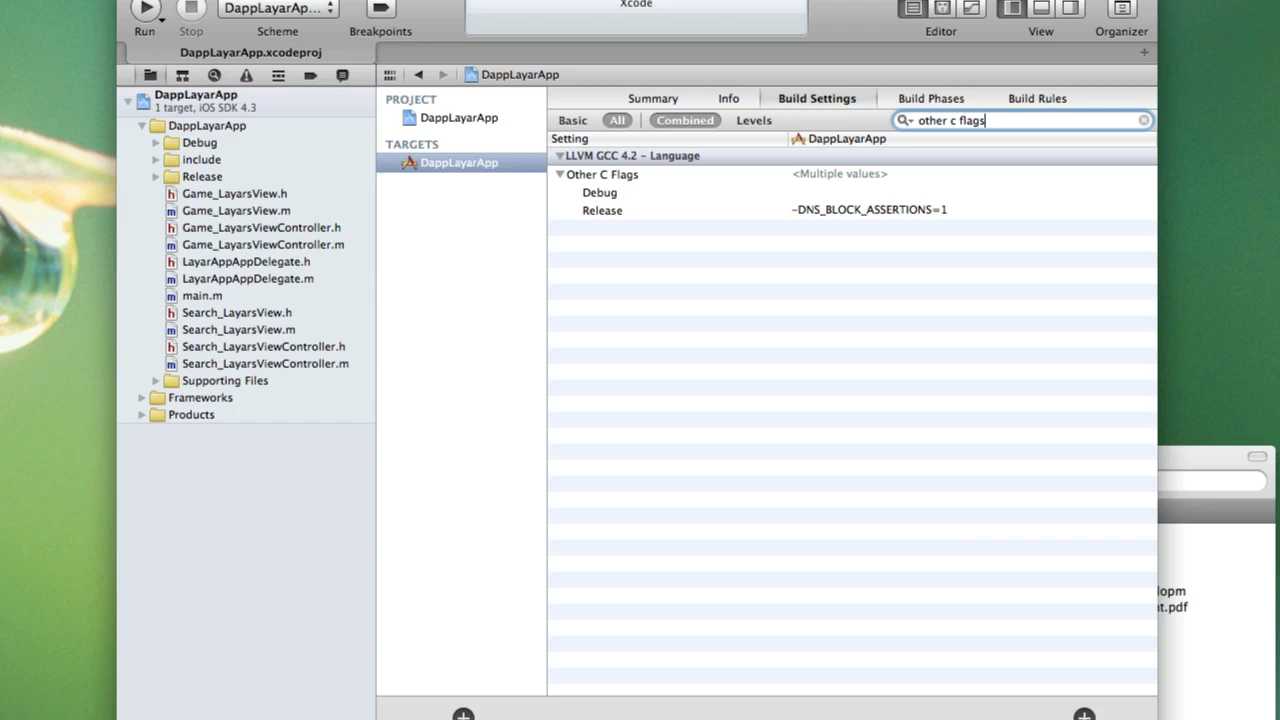 Xcode
DappLayarAp...
Run
Stop
Scheme
Breakpoints
Editor
View
Organizer
DappLayarApp.xcodeproj
DappLayarApp
1 target, iOS SDK 4.3
DappLayarApp
Debug
include
Release
h Game_LayarsView.h
m Game_LayarsView.m
h Game_LayarsViewController.h
m Game_LayarsViewController.m
h LayarAppAppDelegate.h
m LayarAppAppDelegate.m
m main.m
h Search_LayarsView.h
m Search_LayarsView.m
h Search_LayarsViewController.h
m Search_LayarsViewController.m
Supporting Files
Frameworks
Products
DappLayarApp
PROJECT
DappLayarApp
TARGETS
DappLayarApp
Summary
Info
Build Settings
Build Phases
Build Rules
Basic
All
Combined
Levels
other c flags
Setting
DappLayarApp
LLVM GCC 4.2 - Language
Other C Flags
<Multiple values>
Debug
Release
-DNS_BLOCK_ASSERTIONS=1
lopm
t.pdf